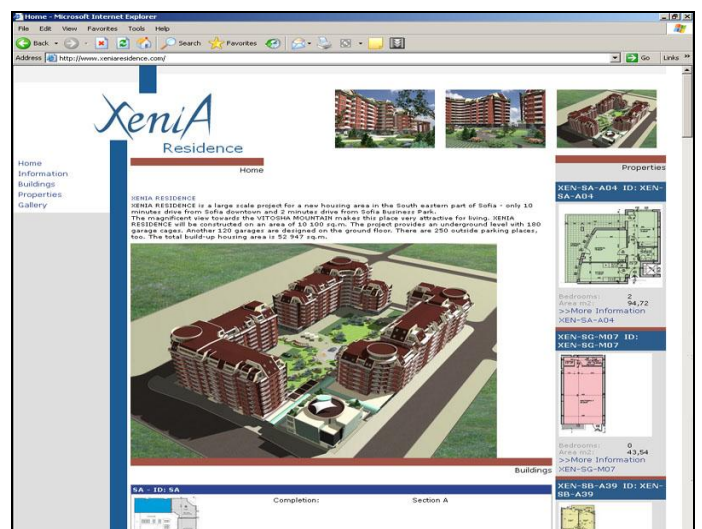 Home - Microsoft Internet Explorer
File Edit View Favorites Tools Help
Back Search Favorites
Address http://www.xeniaresidence.com/ Go Links »
XeniA
Residence
Home
Information
Buildings
Properties
Gallery
Home
XENIA RESIDENCE
XENIA RESIDENCE is a large scale project for a new housing area in the South eastern part of Sofia - only 10
minutes drive from Sofia downtown and 2 minutes drive from Sofia Business Park.
The magnificent view towards the VITOSHA MOUNTAIN makes this place very attractive for living. XENIA
RESIDENCE will be constructed on an area of 10 100 sq.m. The project provides an underground level with 180
garage cages. Another 120 garages are designed on the ground floor. There are 250 outside parking places,
too. The total build-up housing area is 52 947 sq.m.
Buildings
SA - ID: SA
Completion: Section A
Properties
XEN-SA-A04 ID: XEN-
SA-A04
Bedrooms: 2
Area m2: 94,72
>>More Information
XEN-SA-A04
XEN-SG-M07 ID:
XEN-SG-M07
Bedrooms: 0
Area m2: 43,54
>>More Information
XEN-SG-M07
XEN-SB-A39 ID: XEN-
SB-A39